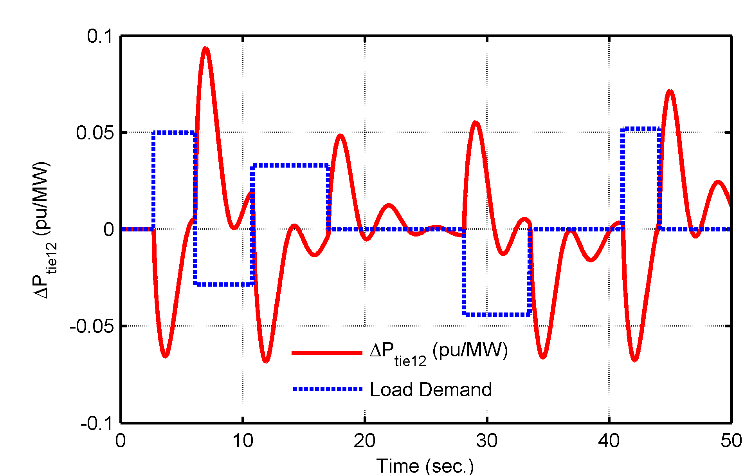 0.1
0.05
0
-0.05
-0.1
ΔPtie12 (pu/MW)
ΔPtie12 (pu/MW)
Load Demand
0 10 20 30 40 50
Time (sec.)